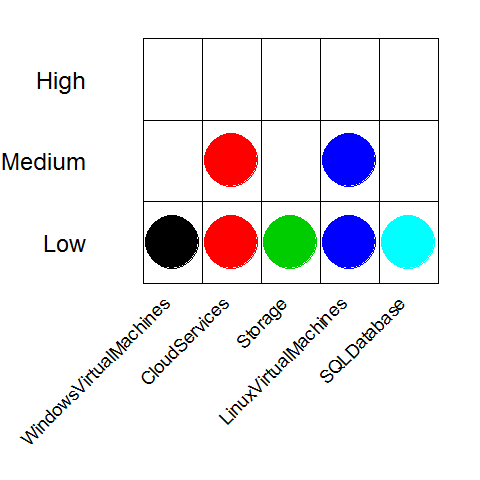 High
Medium
Low
WindowsVirtualMachines
CloudServices
Storage
LinuxVirtualMachines
SQLDatabase